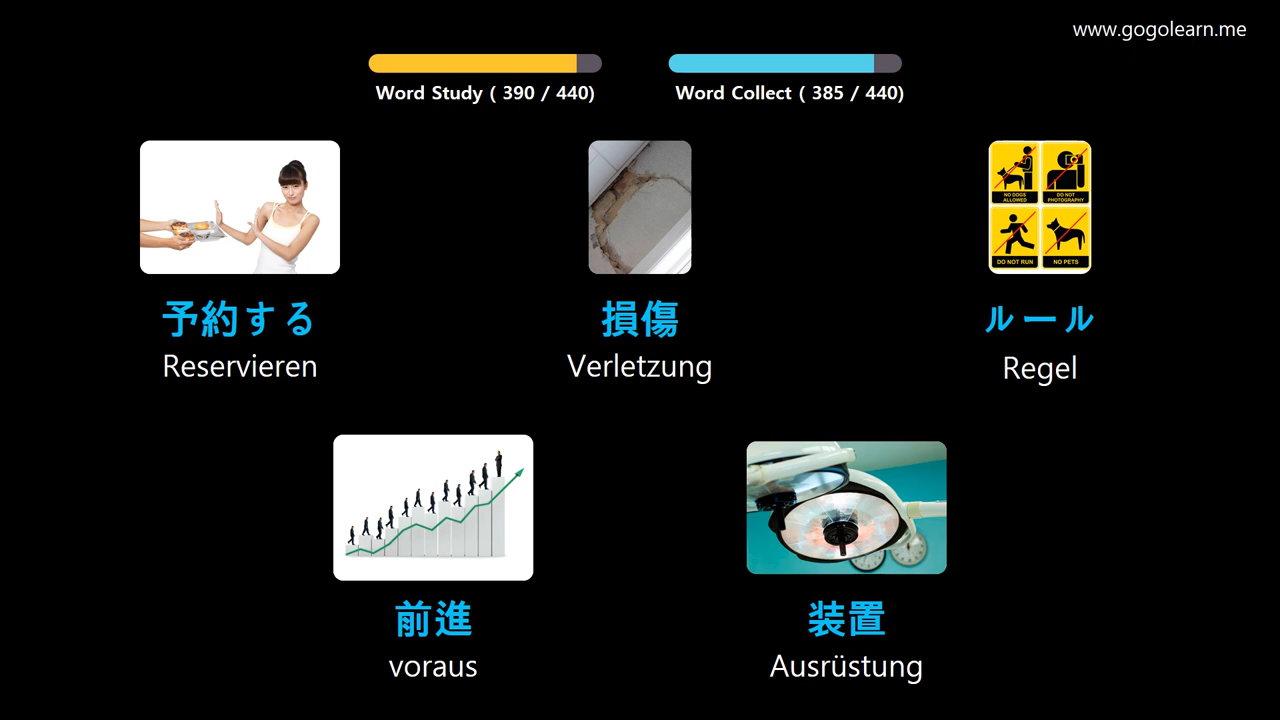 www.gogolearn.me
Word Study ( 390 / 440)
Word Collect ( 385 / 440)
NO DOGS
ALLOWED
DO NOT
PHOTOGRAPHY
DO NOT RUN
NO PETS
予約する
損傷
ルール
Reservieren
Verletzung
Regel
前進
装置
voraus
Ausrüstung